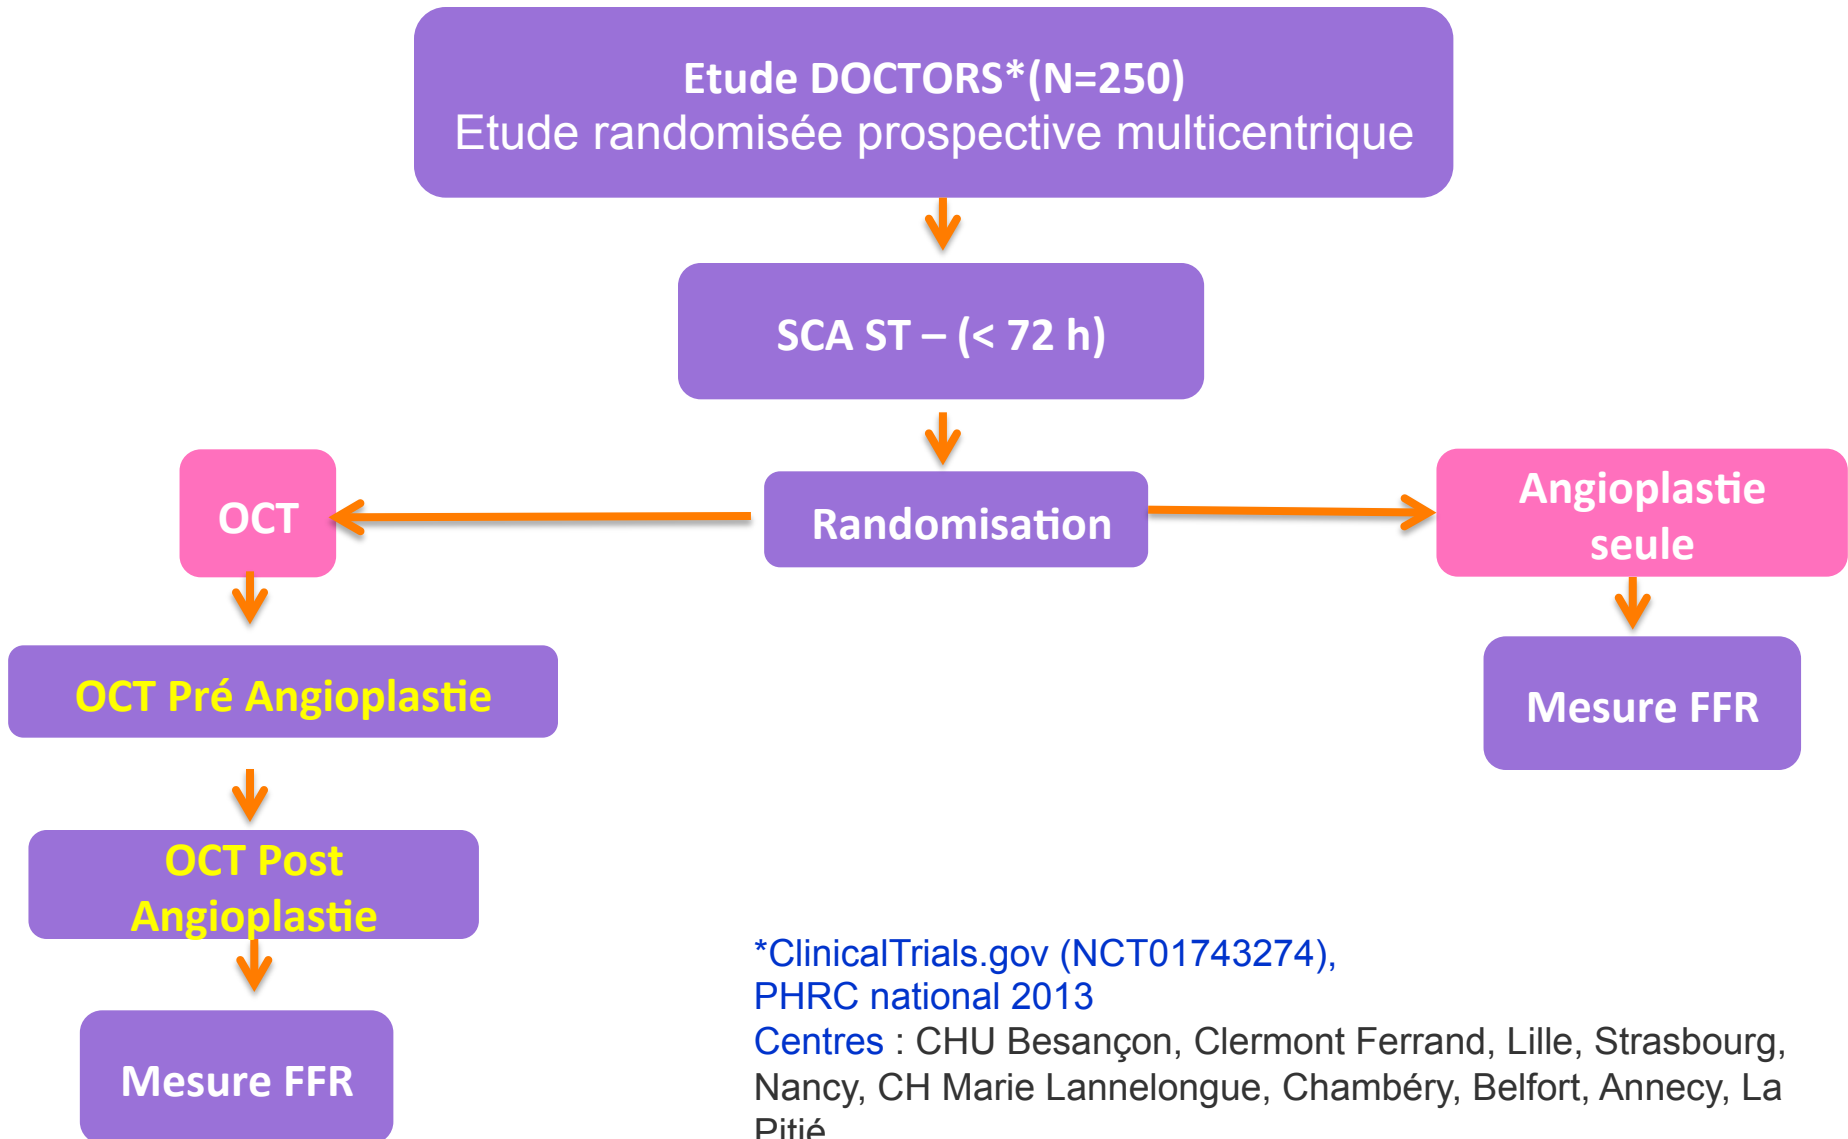 Etude DOCTORS*(N=250)
Etude randomisée prospective multicentrique
SCA ST – (< 72 h)
OCT
Randomisation
Angioplastie
seule
OCT Pré Angioplastie
Mesure FFR
OCT Post
Angioplastie
Mesure FFR
*ClinicalTrials.gov (NCT01743274),
PHRC national 2013
Centres : CHU Besançon, Clermont Ferrand, Lille, Strasbourg,
Nancy, CH Marie Lannelongue, Chambéry, Belfort, Annecy, La
Pitié